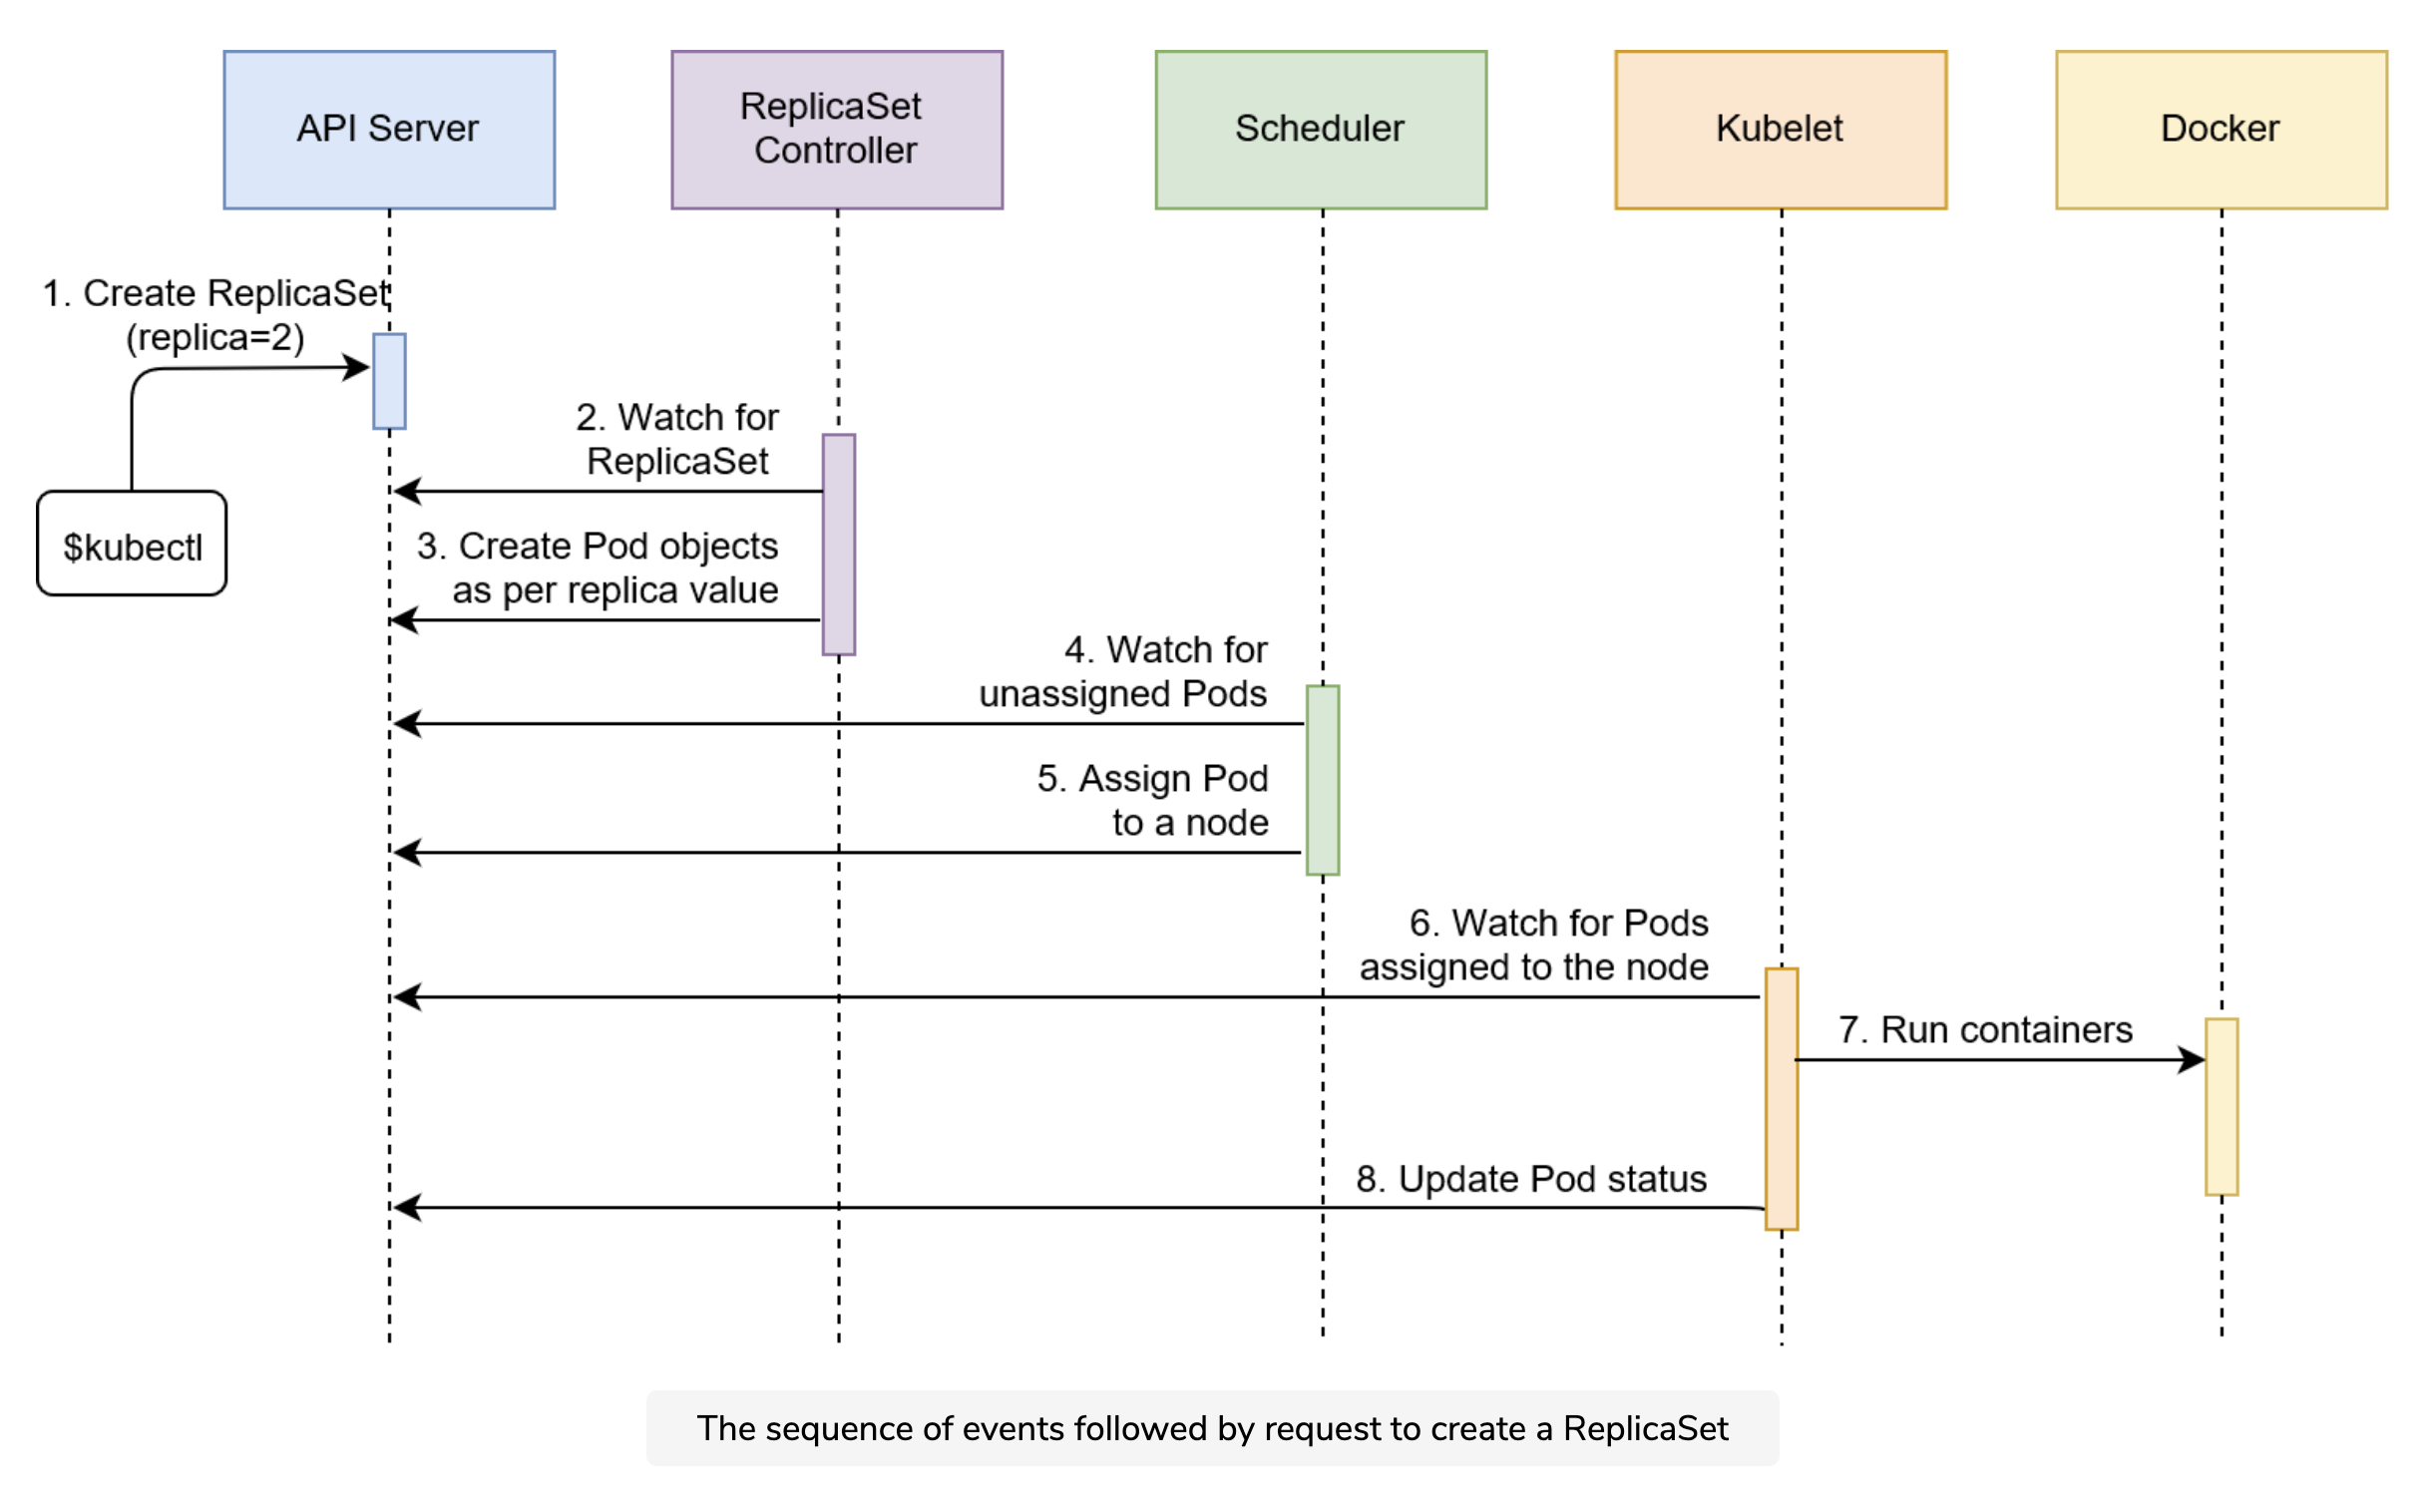 API Server
ReplicaSet
Controller
Scheduler
Kubelet
Docker
1. Create ReplicaSet
(replica=2)
$kubectl
2. Watch for
ReplicaSet
3. Create Pod objects
as per replica value
4. Watch for
unassigned Pods
5. Assign Pod
to a node
6. Watch for Pods
assigned to the node
7. Run containers
8. Update Pod status
The sequence of events followed by request to create a ReplicaSet